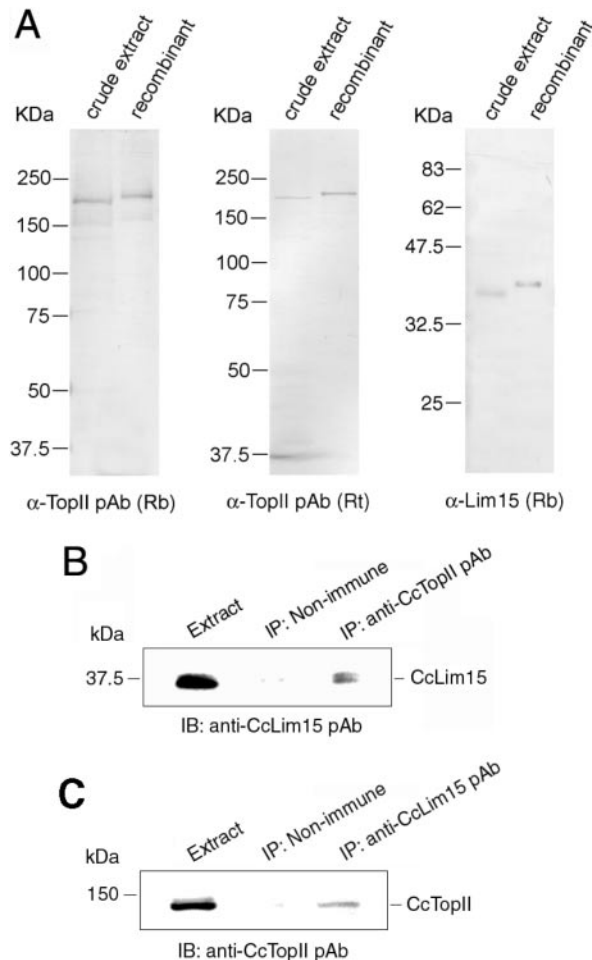 A
crude extract
recombinant
KDa
250
150
100
75
50
37.5
α-TopII pAb (Rb)
crude extract
recombinant
KDa
250
150
100
75
50
37.5
α-TopII pAb (Rt)
crude extract
recombinant
KDa
83
62
47.5
32.5
25
α-Lim15 (Rb)
B
kDa
Extract
IP: Non-immune
IP: anti-CcTopII pAb
37.5
CcLim15
IB: anti-CcLim15 pAb
C
kDa
Extract
IP: Non-immune
IP: anti-CcLim15 pAb
150
CcTopII
IB: anti-CcTopII pAb